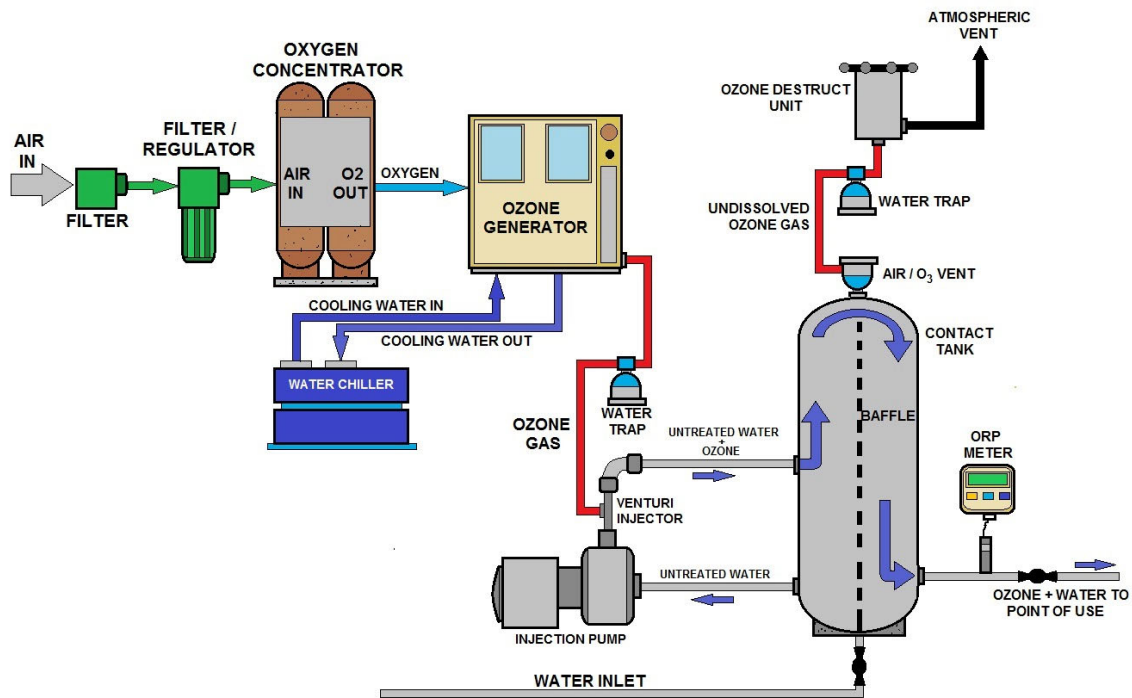 ATMOSPHERIC
VENT
OXYGEN
CONCENTRATOR
OZONE DESTRUCT
UNIT
FILTER /
REGULATOR
AIR
IN
AIR
IN
O2
OUT
OXYGEN
FILTER
OZONE
GENERATOR
WATER TRAP
UNDISSOLVED
OZONE GAS
AIR / O3 VENT
COOLING WATER IN
COOLING WATER OUT
CONTACT
TANK
WATER CHILLER
WATER
TRAP
OZONE
GAS
BAFFLE
UNTREATED WATER
+
OZONE
ORP
METER
VENTURI
INJECTOR
UNTREATED WATER
OZONE + WATER TO
POINT OF USE
INJECTION PUMP
WATER INLET